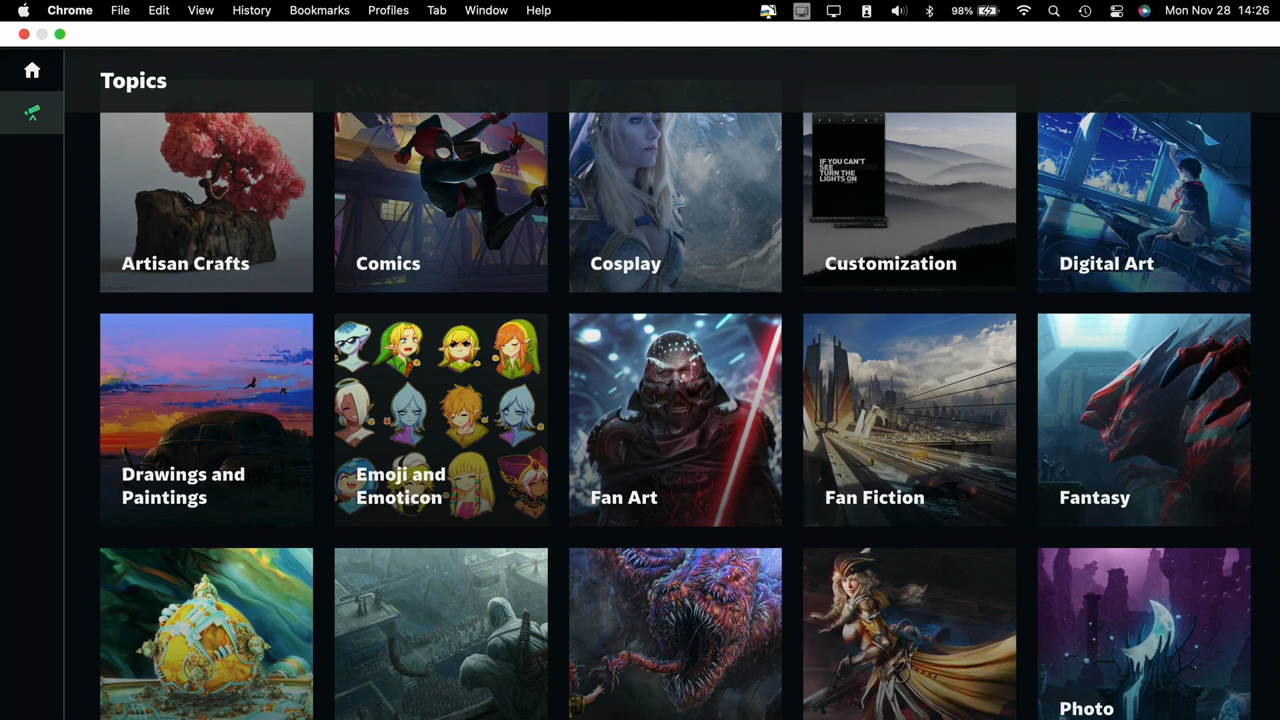 Chrome File Edit View History Bookmarks Profiles Tab Window Help 98% Mon Nov 28 14:26
Topics
IF YOU CAN'T
SEE
TURN THE
LIGHTS ON
Artisan Crafts
Comics
Cosplay
Customization
Digital Art
Drawings and
Paintings
Emoji and
Emoticon
Fan Art
Fan Fiction
Fantasy
Photo